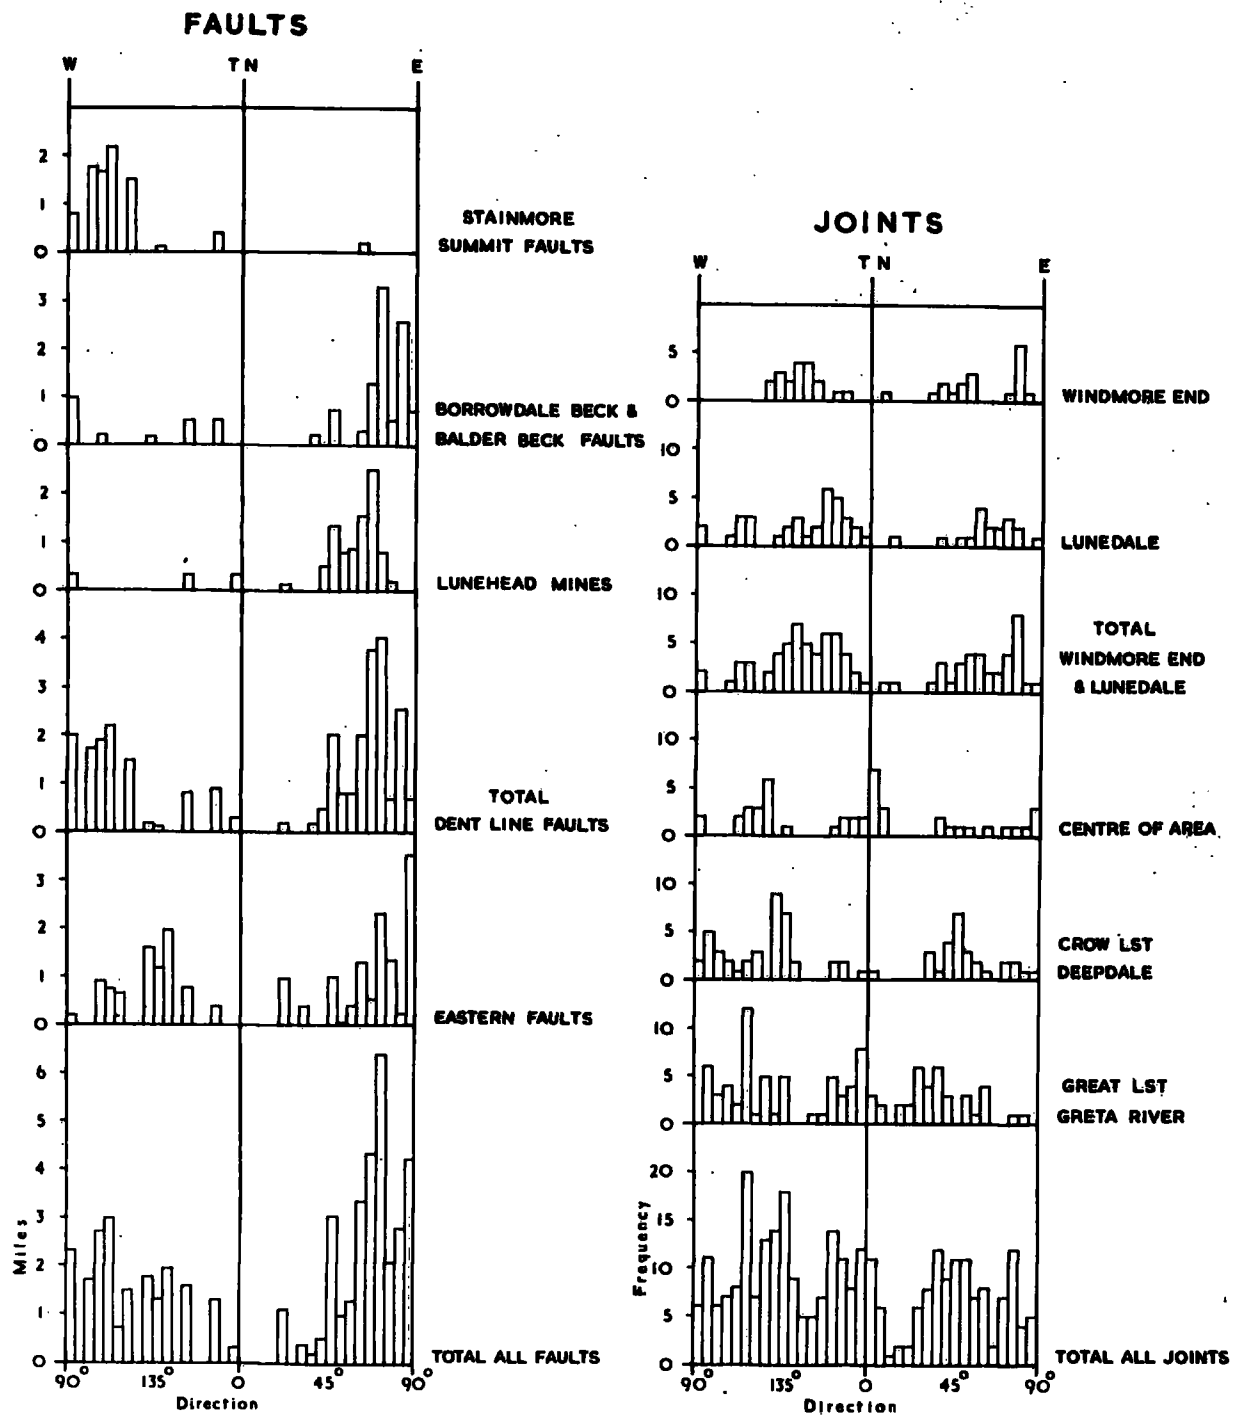 FAULTS
W TN E
2
1
0
STAINMORE
SUMMIT FAULTS
3
2
1
0
BORROWDALE BECK &
BALDER BECK FAULTS
2
1
0
LUNEHEAD MINES
4
3
2
1
0
TOTAL
DENT LINE FAULTS
3
2
1
0
EASTERN FAULTS
6
5
4
3
2
1
0
Miles
TOTAL ALL FAULTS
90° 135° 0 45° 90°
Direction
JOINTS
W TN E
5
0
WINDMORE END
10
5
0
LUNEDALE
10
5
0
TOTAL
WINDMORE END
& LUNEDALE
10
5
0
CENTRE OF AREA
10
5
0
CROW LST
DEEPDALE
10
5
0
GREAT LST
GRETA RIVER
20
15
10
5
0
Frequency
TOTAL ALL JOINTS
90° 135° 0 45° 90°
Direction